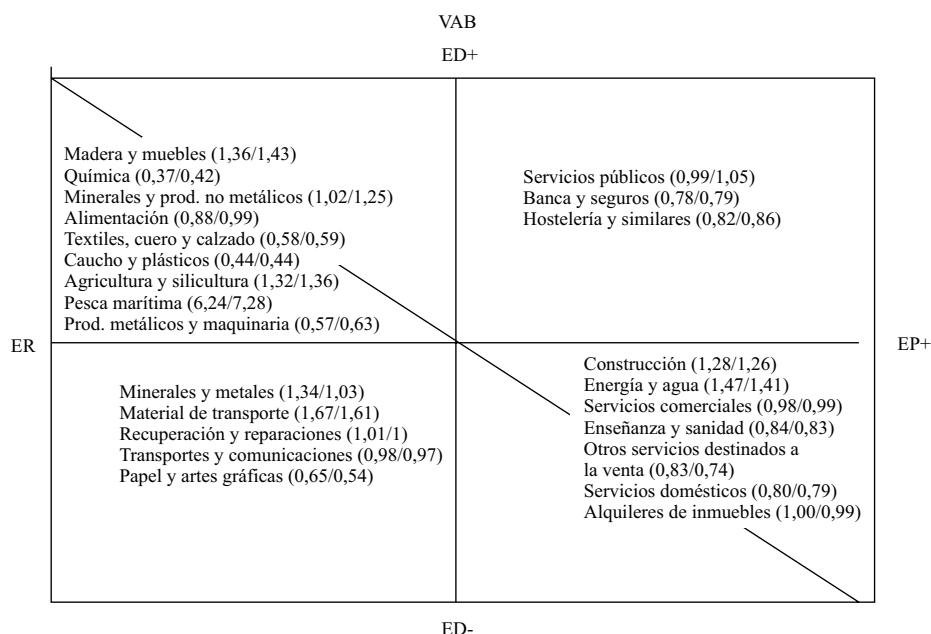 VAB
ED+
Madera y muebles (1,36/1,43)
Química (0,37/0,42)
Minerales y prod. no metálicos (1,02/1,25)
Alimentación (0,88/0,99)
Textiles, cuero y calzado (0,58/0,59)
Caucho y plásticos (0,44/0,44)
Agricultura y silicultura (1,32/1,36)
Pesca marítima (6,24/7,28)
Prod. metálicos y maquinaria (0,57/0,63)
Servicios públicos (0,99/1,05)
Banca y seguros (0,78/0,79)
Hostelería y similares (0,82/0,86)
ER
EP+
Minerales y metales (1,34/1,03)
Material de transporte (1,67/1,61)
Recuperación y reparaciones (1,01/1)
Transportes y comunicaciones (0,98/0,97)
Papel y artes gráficas (0,65/0,54)
Construcción (1,28/1,26)
Energía y agua (1,47/1,41)
Servicios comerciales (0,98/0,99)
Enseñanza y sanidad (0,84/0,83)
Otros servicios destinados a
la venta (0,83/0,74)
Servicios domésticos (0,80/0,79)
Alquileres de inmuebles (1,00/0,99)
ED-